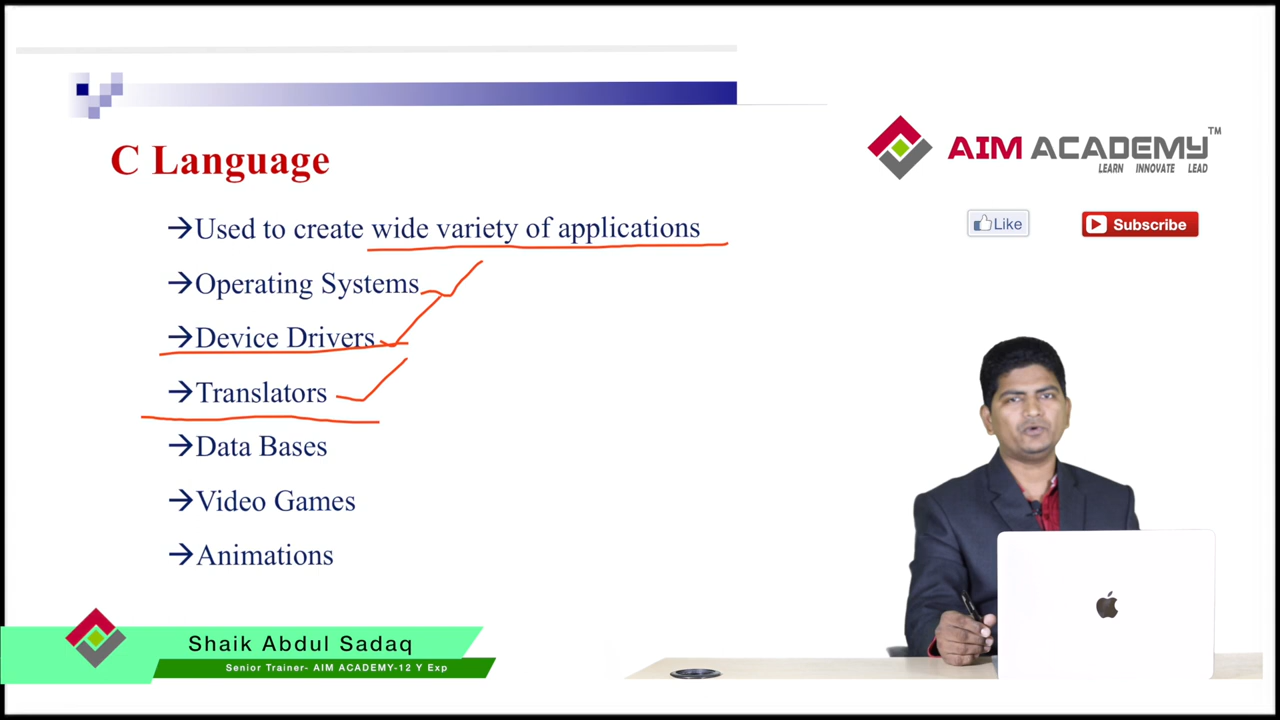 C Language
→Used to create wide variety of applications
→Operating Systems
→Device Drivers
→Translators
→Data Bases
→Video Games
→Animations
AIM ACADEMY™
LEARN INNOVATE LEAD
Like
Subscribe
Shaik Abdul Sadaq
Senior Trainer- AIM ACADEMY-12 Y Exp